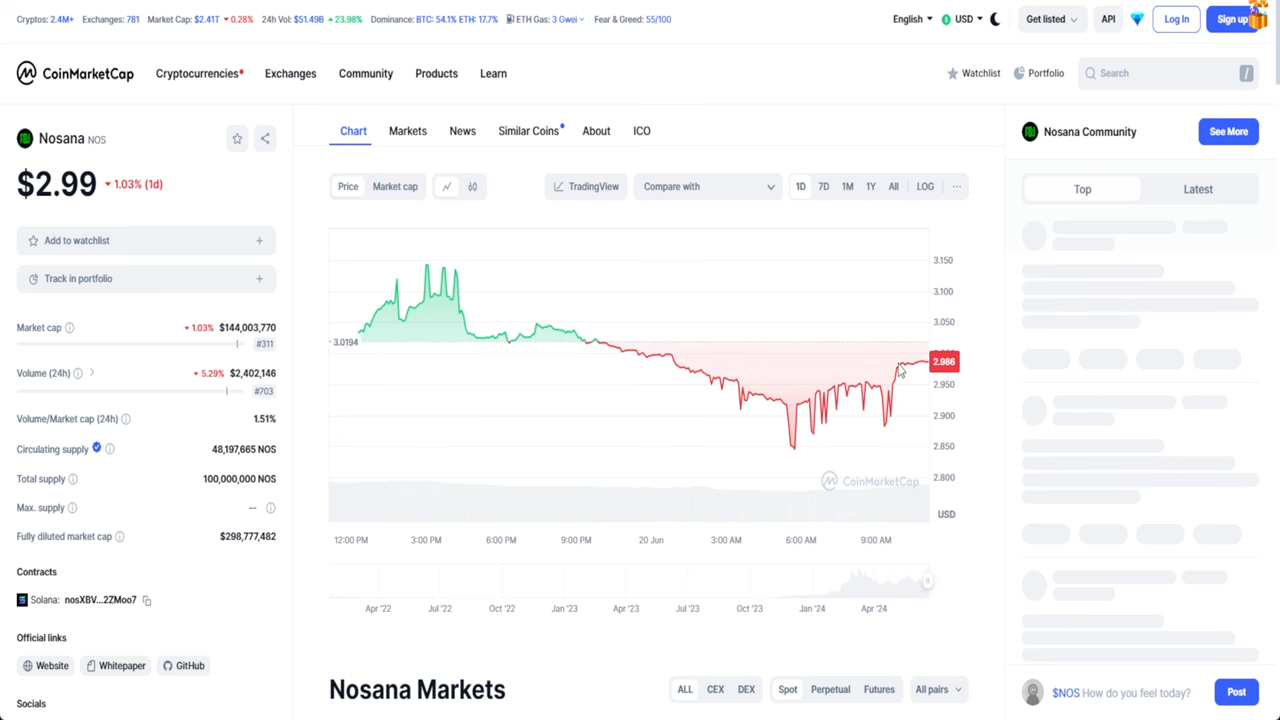 Cryptos: 2.4M+ Exchanges: 781 Market Cap: $2.41T 0.28% 24h Vol: $51.49B 23.98% Dominance: BTC: 54.1% ETH: 17.7% ETH Gas: 3 Gwei Fear & Greed: 55/100
English USD Get listed API Log In Sign up
CoinMarketCap Cryptocurrencies Exchanges Community Products Learn
Watchlist Portfolio Search /
Nosana NOS
$2.99 1.03% (1d)
Add to watchlist +
Track in portfolio +
Market cap 1.03% $144,003,770
#311
Volume (24h) 5.29% $2,402,146
#703
Volume/Market cap (24h) 1.51%
Circulating supply 48,197,665 NOS
Total supply 100,000,000 NOS
Max. supply --
Fully diluted market cap $298,777,482
Contracts
Solana: nosXBV...2ZMoo7
Official links
Website Whitepaper GitHub
Socials
Chart Markets News Similar Coins About ICO
Price Market cap TradingView Compare with 1D 7D 1M 1Y All LOG ...
3.150
3.100
3.050
3.0194
2.986
2.950
2.900
2.850
2.800
CoinMarketCap
USD
12:00 PM 3:00 PM 6:00 PM 9:00 PM 20 Jun 3:00 AM 6:00 AM 9:00 AM
Apr '22 Jul '22 Oct '22 Jan '23 Apr '23 Jul '23 Oct '23 Jan '24 Apr '24
Nosana Markets ALL CEX DEX Spot Perpetual Futures All pairs
Nosana Community See More
Top Latest
$NOS How do you feel today? Post